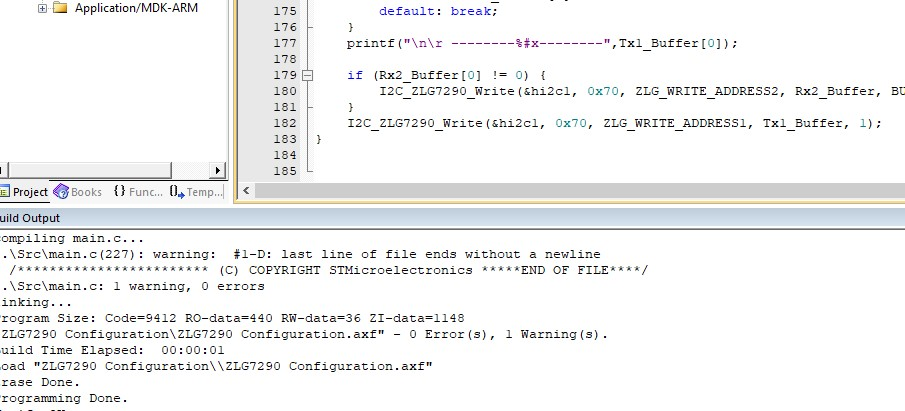 Application/MDK-ARM
175 default: break;
176 }
177 printf("\n\r --------%#x--------",Tx1_Buffer[0]);
178
179 if (Rx2_Buffer[0] != 0) {
180 I2C_ZLG7290_Write(&hi2c1, 0x70, ZLG_WRITE_ADDRESS2, Rx2_Buffer, BU
181 }
182 I2C_ZLG7290_Write(&hi2c1, 0x70, ZLG_WRITE_ADDRESS1, Tx1_Buffer, 1);
183 }
184
185
Project Books {} Func... Temp...
uild Output
ompiling main.c...
.\Src\main.c(227): warning: #1-D: last line of file ends without a newline
/************************ (C) COPYRIGHT STMicroelectronics *****END OF FILE****/
.\Src\main.c: 1 warning, 0 errors
inking...
rogram Size: Code=9412 RO-data=440 RW-data=36 ZI-data=1148
ZLG7290 Configuration\ZLG7290 Configuration.axf" - 0 Error(s), 1 Warning(s).
uild Time Elapsed: 00:00:01
oad "ZLG7290 Configuration\\ZLG7290 Configuration.axf"
rase Done.
rogramming Done.